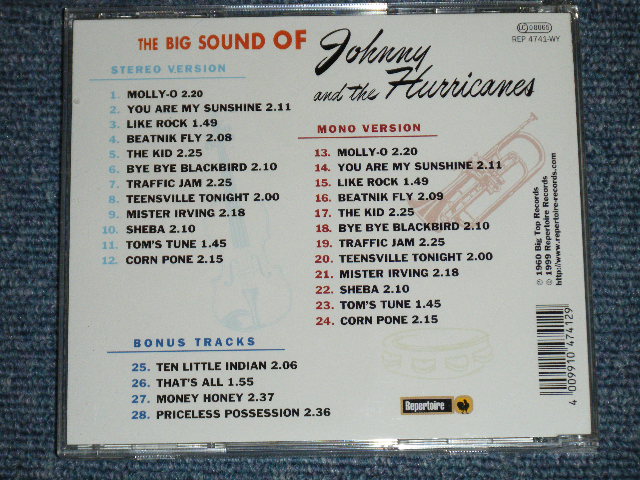 THE BIG SOUND OF Johnny and the Hurricanes
LC 08065
REP 4741-WY
STEREO VERSION
1. MOLLY-O 2.20
2. YOU ARE MY SUNSHINE 2.11
3. LIKE ROCK 1.49
4. BEATNIK FLY 2.08
5. THE KID 2.25
6. BYE BYE BLACKBIRD 2.10
7. TRAFFIC JAM 2.25
8. TEENSVILLE TONIGHT 2.00
9. MISTER IRVING 2.18
10. SHEBA 2.10
11. TOM'S TUNE 1.45
12. CORN PONE 2.15
MONO VERSION
13. MOLLY-O 2.20
14. YOU ARE MY SUNSHINE 2.11
15. LIKE ROCK 1.49
16. BEATNIK FLY 2.09
17. THE KID 2.25
18. BYE BYE BLACKBIRD 2.10
19. TRAFFIC JAM 2.25
20. TEENSVILLE TONIGHT 2.00
21. MISTER IRVING 2.18
22. SHEBA 2.10
23. TOM'S TUNE 1.45
24. CORN PONE 2.15
BONUS TRACKS
25. TEN LITTLE INDIAN 2.06
26. THAT'S ALL 1.55
27. MONEY HONEY 2.37
28. PRICELESS POSSESSION 2.36
Repertoire
℗ 1960 Big Top Records
© 1999 Repertoire Records
http://www.repertoire-records.com
4 009910 474129